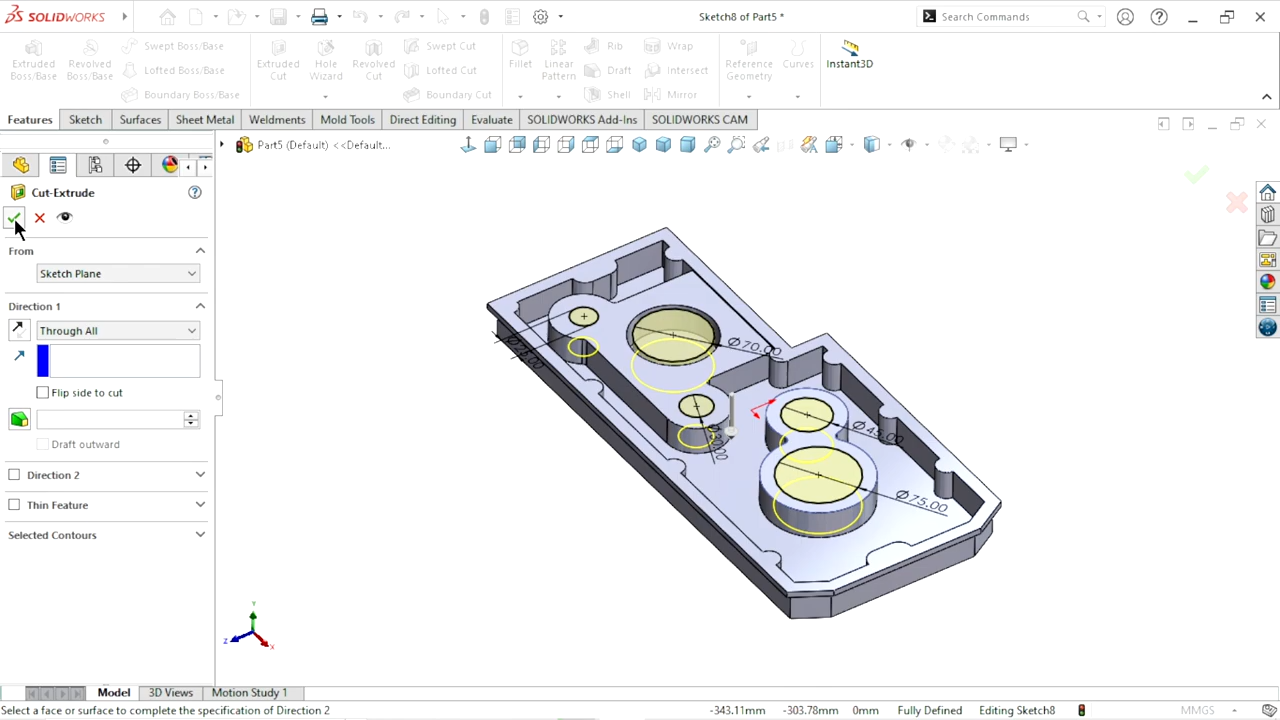 SOLIDWORKS
Sketch8 of Part5 *
Search Commands
Extruded Boss/Base
Revolved Boss/Base
Swept Boss/Base
Lofted Boss/Base
Boundary Boss/Base
Extruded Cut
Hole Wizard
Revolved Cut
Swept Cut
Lofted Cut
Boundary Cut
Fillet
Linear Pattern
Rib
Draft
Shell
Wrap
Intersect
Mirror
Reference Geometry
Curves
Instant3D
Features
Sketch
Surfaces
Sheet Metal
Weldments
Mold Tools
Direct Editing
Evaluate
SOLIDWORKS Add-Ins
SOLIDWORKS CAM
Part5 (Default) <<Default...
Cut-Extrude
From
Sketch Plane
Direction 1
Through All
Flip side to cut
Draft outward
Direction 2
Thin Feature
Selected Contours
Ø70.00
Ø45.00
Ø75.00
Y
Z
X
Model
3D Views
Motion Study 1
Select a face or surface to complete the specification of Direction 2
-343.11mm
-303.78mm
0mm
Fully Defined
Editing Sketch8
MMGS